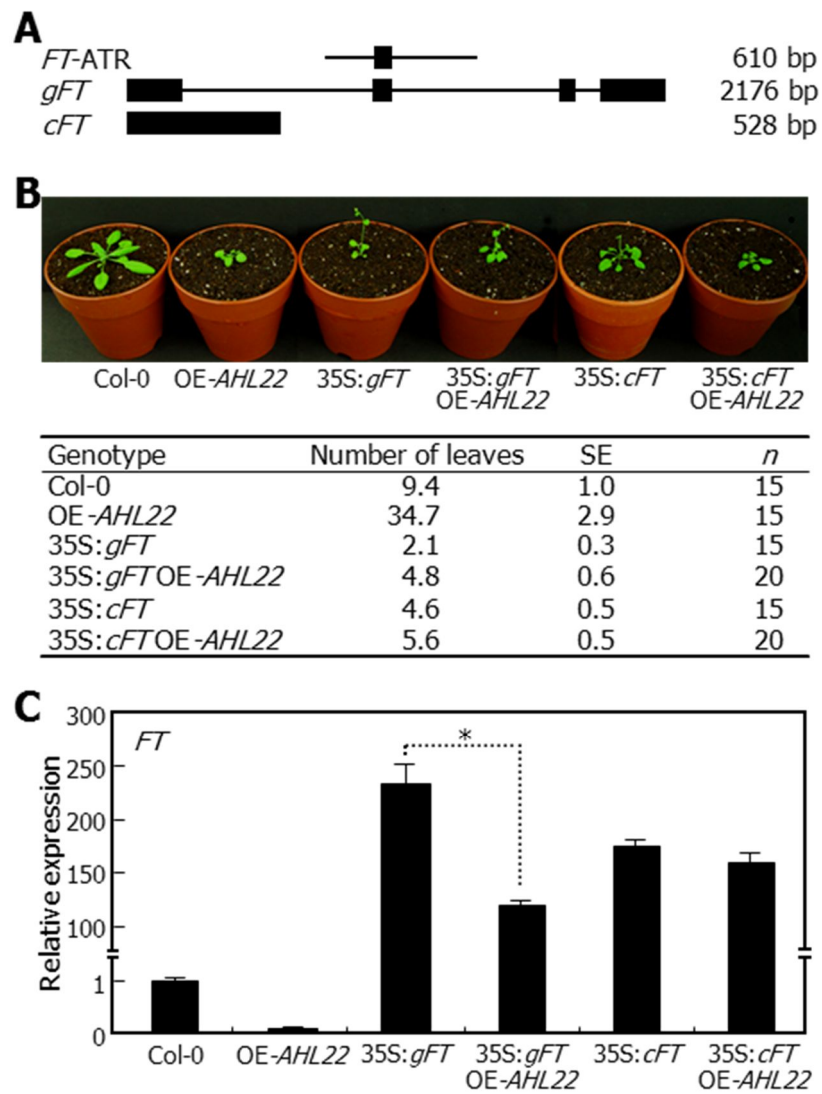 A
FT-ATR 610 bp
gFT 2176 bp
cFT 528 bp
B
Col-0 OE-AHL22 35S:gFT 35S:gFT 35S:cFT 35S:cFT
OE-AHL22 OE-AHL22
Genotype Number of leaves SE n
Col-0 9.4 1.0 15
OE-AHL22 34.7 2.9 15
35S:gFT 2.1 0.3 15
35S:gFT OE-AHL22 4.8 0.6 20
35S:cFT 4.6 0.5 15
35S:cFT OE-AHL22 5.6 0.5 20
C
Relative expression
300
FT
*
250
200
150
100
1
0
Col-0 OE-AHL22 35S:gFT 35S:gFT 35S:cFT 35S:cFT
OE-AHL22 OE-AHL22